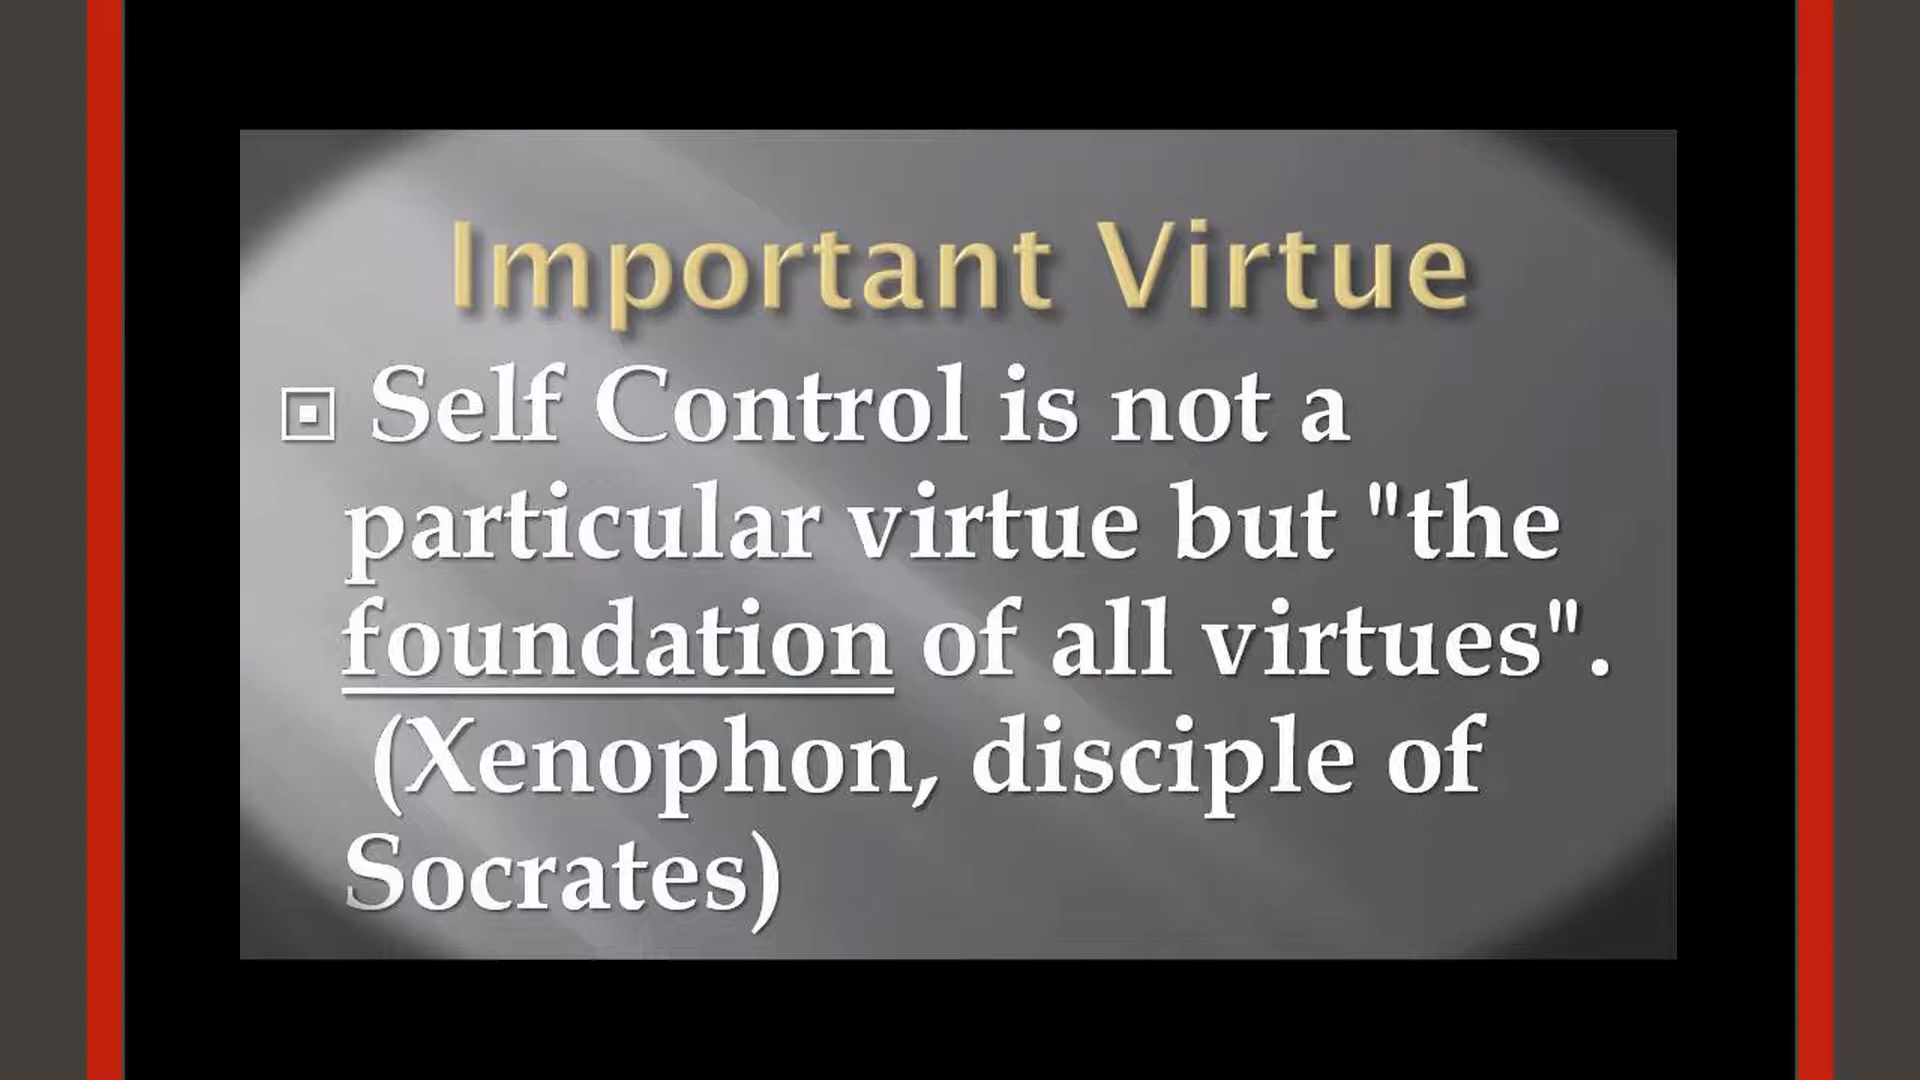 Important Virtue
Self Control is not a
particular virtue but "the
foundation of all virtues".
(Xenophon, disciple of
Socrates)